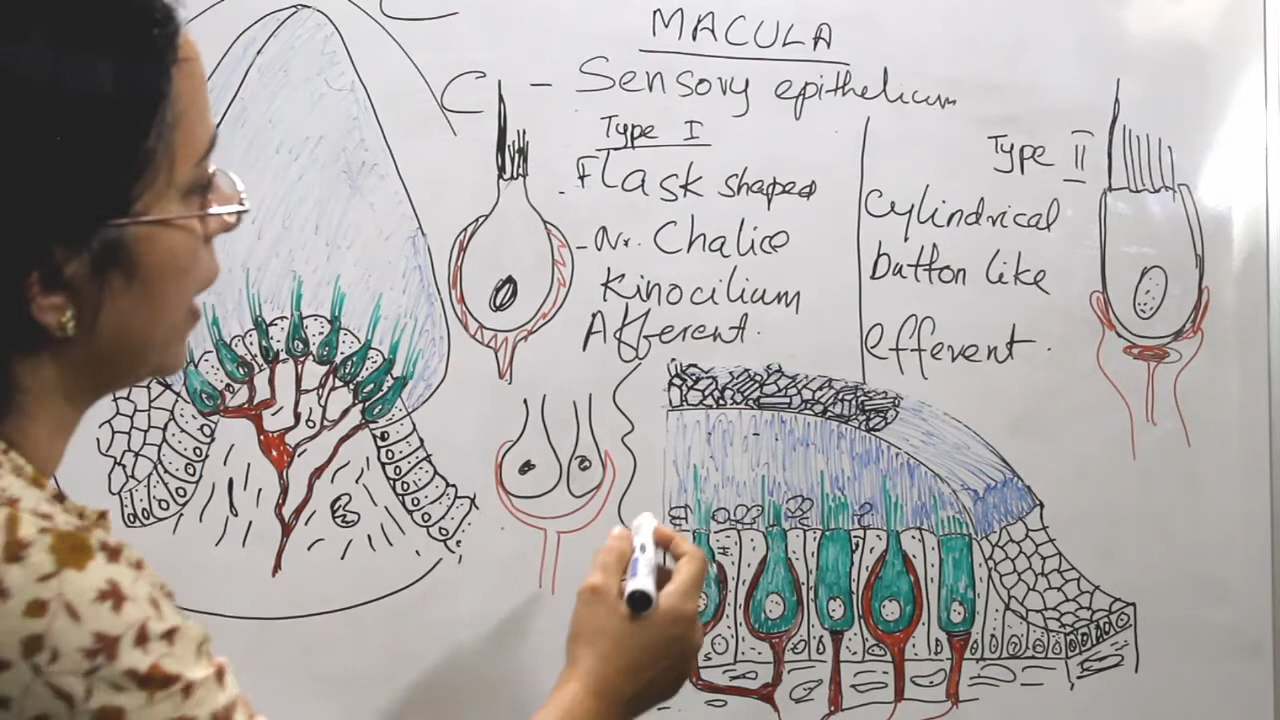 MACULA
C - Sensory epithelium
Type I
- Flask shaped
- Nr. Chalice
Kinocilium
Afferent.
Type II
Cylindrical
button like
efferent.